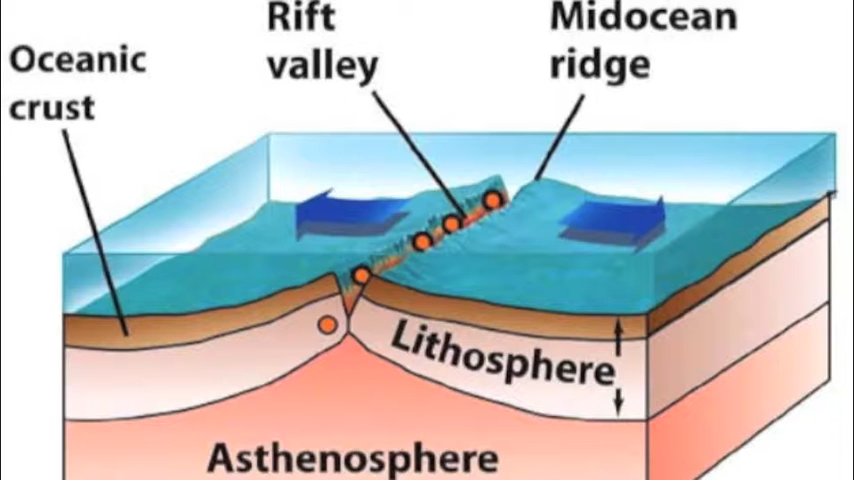 Oceanic
crust
Rift
valley
Midocean
ridge
Lithosphere
Asthenosphere